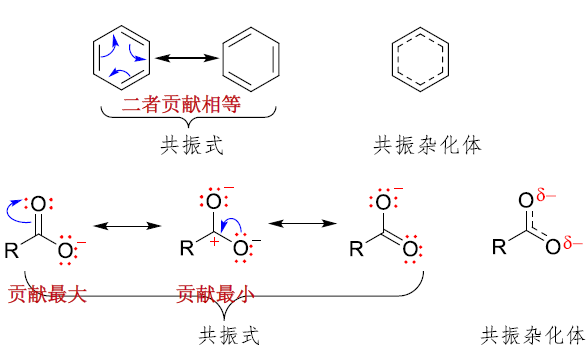 二者贡献相等
共振式 共振杂化体
O O − O − O δ−
R O − R + O − R O R O δ−
贡献最大 贡献最小
共振式 共振杂化体